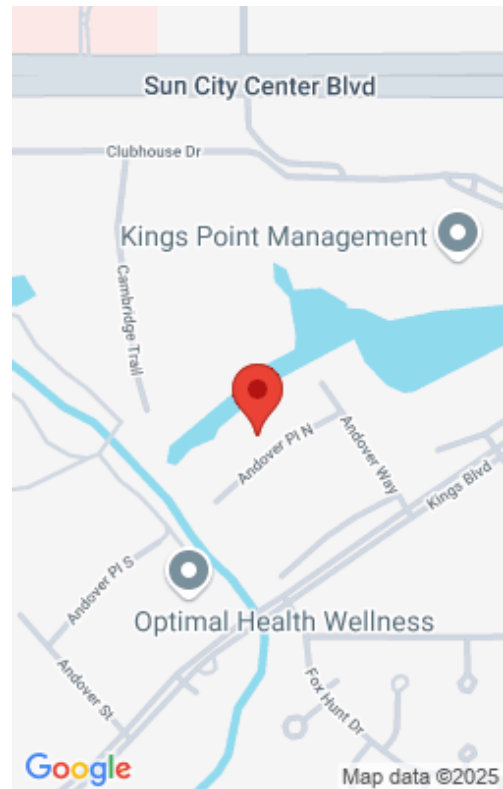 Sun City Center Blvd
Clubhouse Dr
Kings Point Management
Cambridge Trail
Andover Pl N
Andover Way
Kings Blvd
Andover Pl S
Optimal Health Wellness
Andover St
Fox Hunt Dr
Google
Map data ©2025